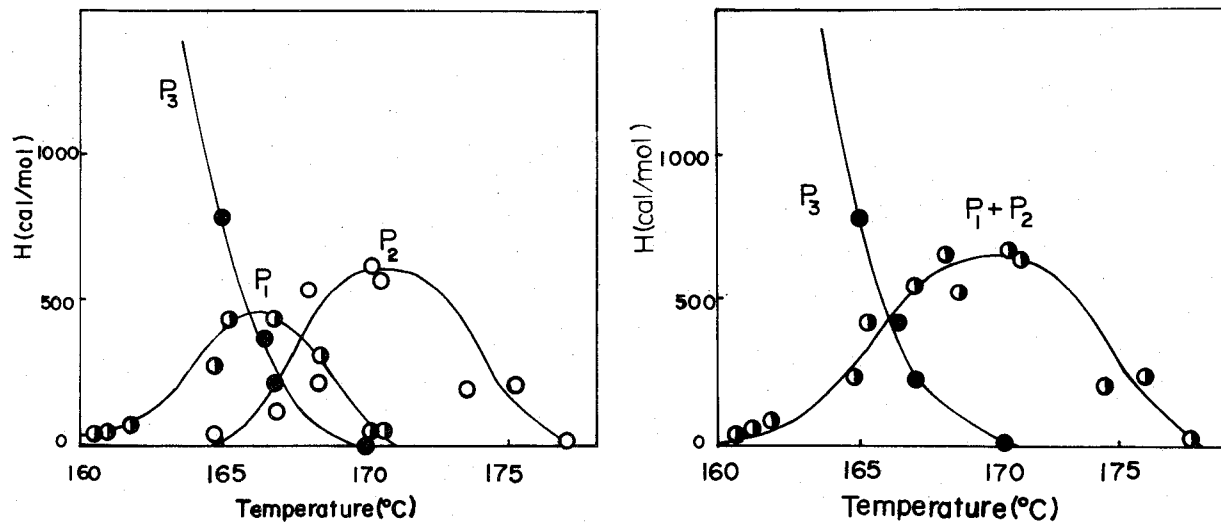 H(cal/mol)
1000
500
0
P3
P1
P2
160 165 170 175
Temperature(°C)
H(cal/mol)
1000
500
0
P3
P1 + P2
160 165 170 175
Temperature(°C)